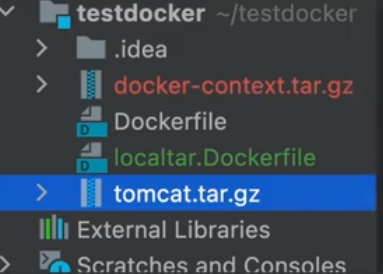 testdocker ~/testdocker
.idea
docker-context.tar.gz
Dockerfile
localtar.Dockerfile
tomcat.tar.gz
External Libraries
Scratches and Consoles